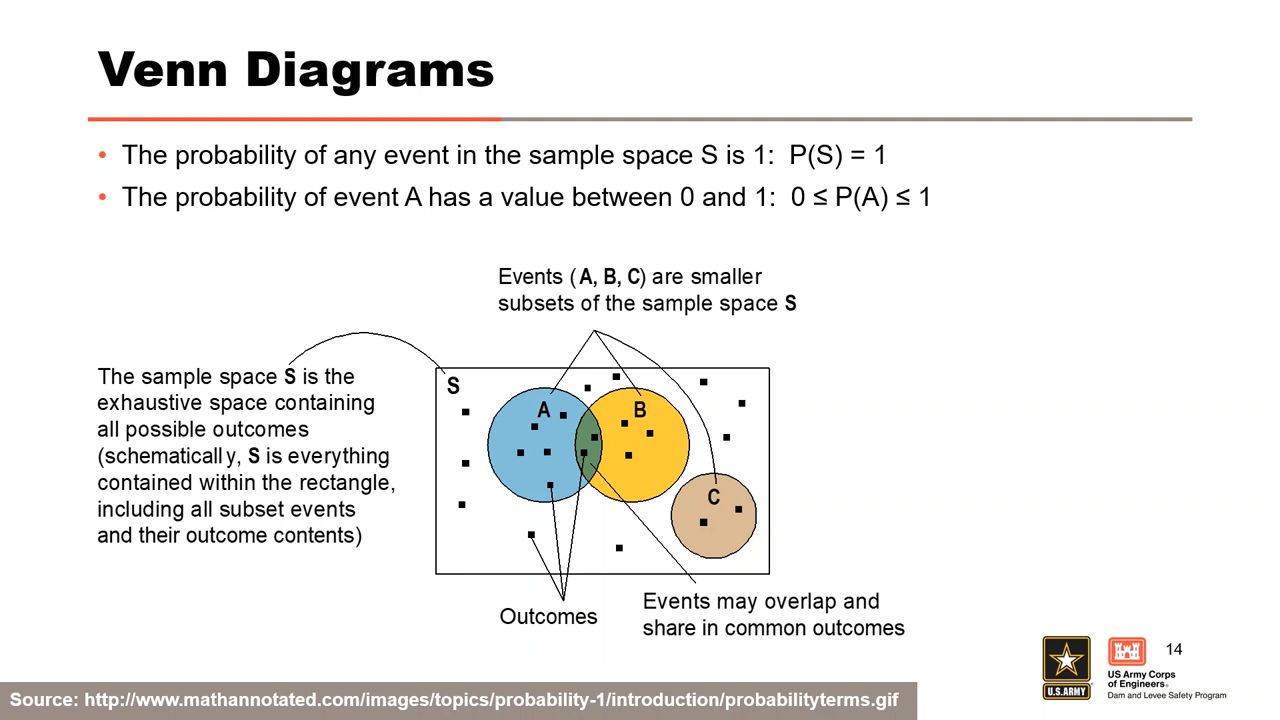 Venn Diagrams
• The probability of any event in the sample space S is 1: P(S) = 1
• The probability of event A has a value between 0 and 1: 0 ≤ P(A) ≤ 1
Events (A, B, C) are smaller
subsets of the sample space S
The sample space S is the
exhaustive space containing
all possible outcomes
(schematically, S is everything
contained within the rectangle,
including all subset events
and their outcome contents)
S
A
B
C
Outcomes
Events may overlap and
share in common outcomes
U.S.ARMY
US Army Corps
of Engineers®
Dam and Levee Safety Program
14
Source: http://www.mathannotated.com/images/topics/probability-1/introduction/probabilityterms.gif